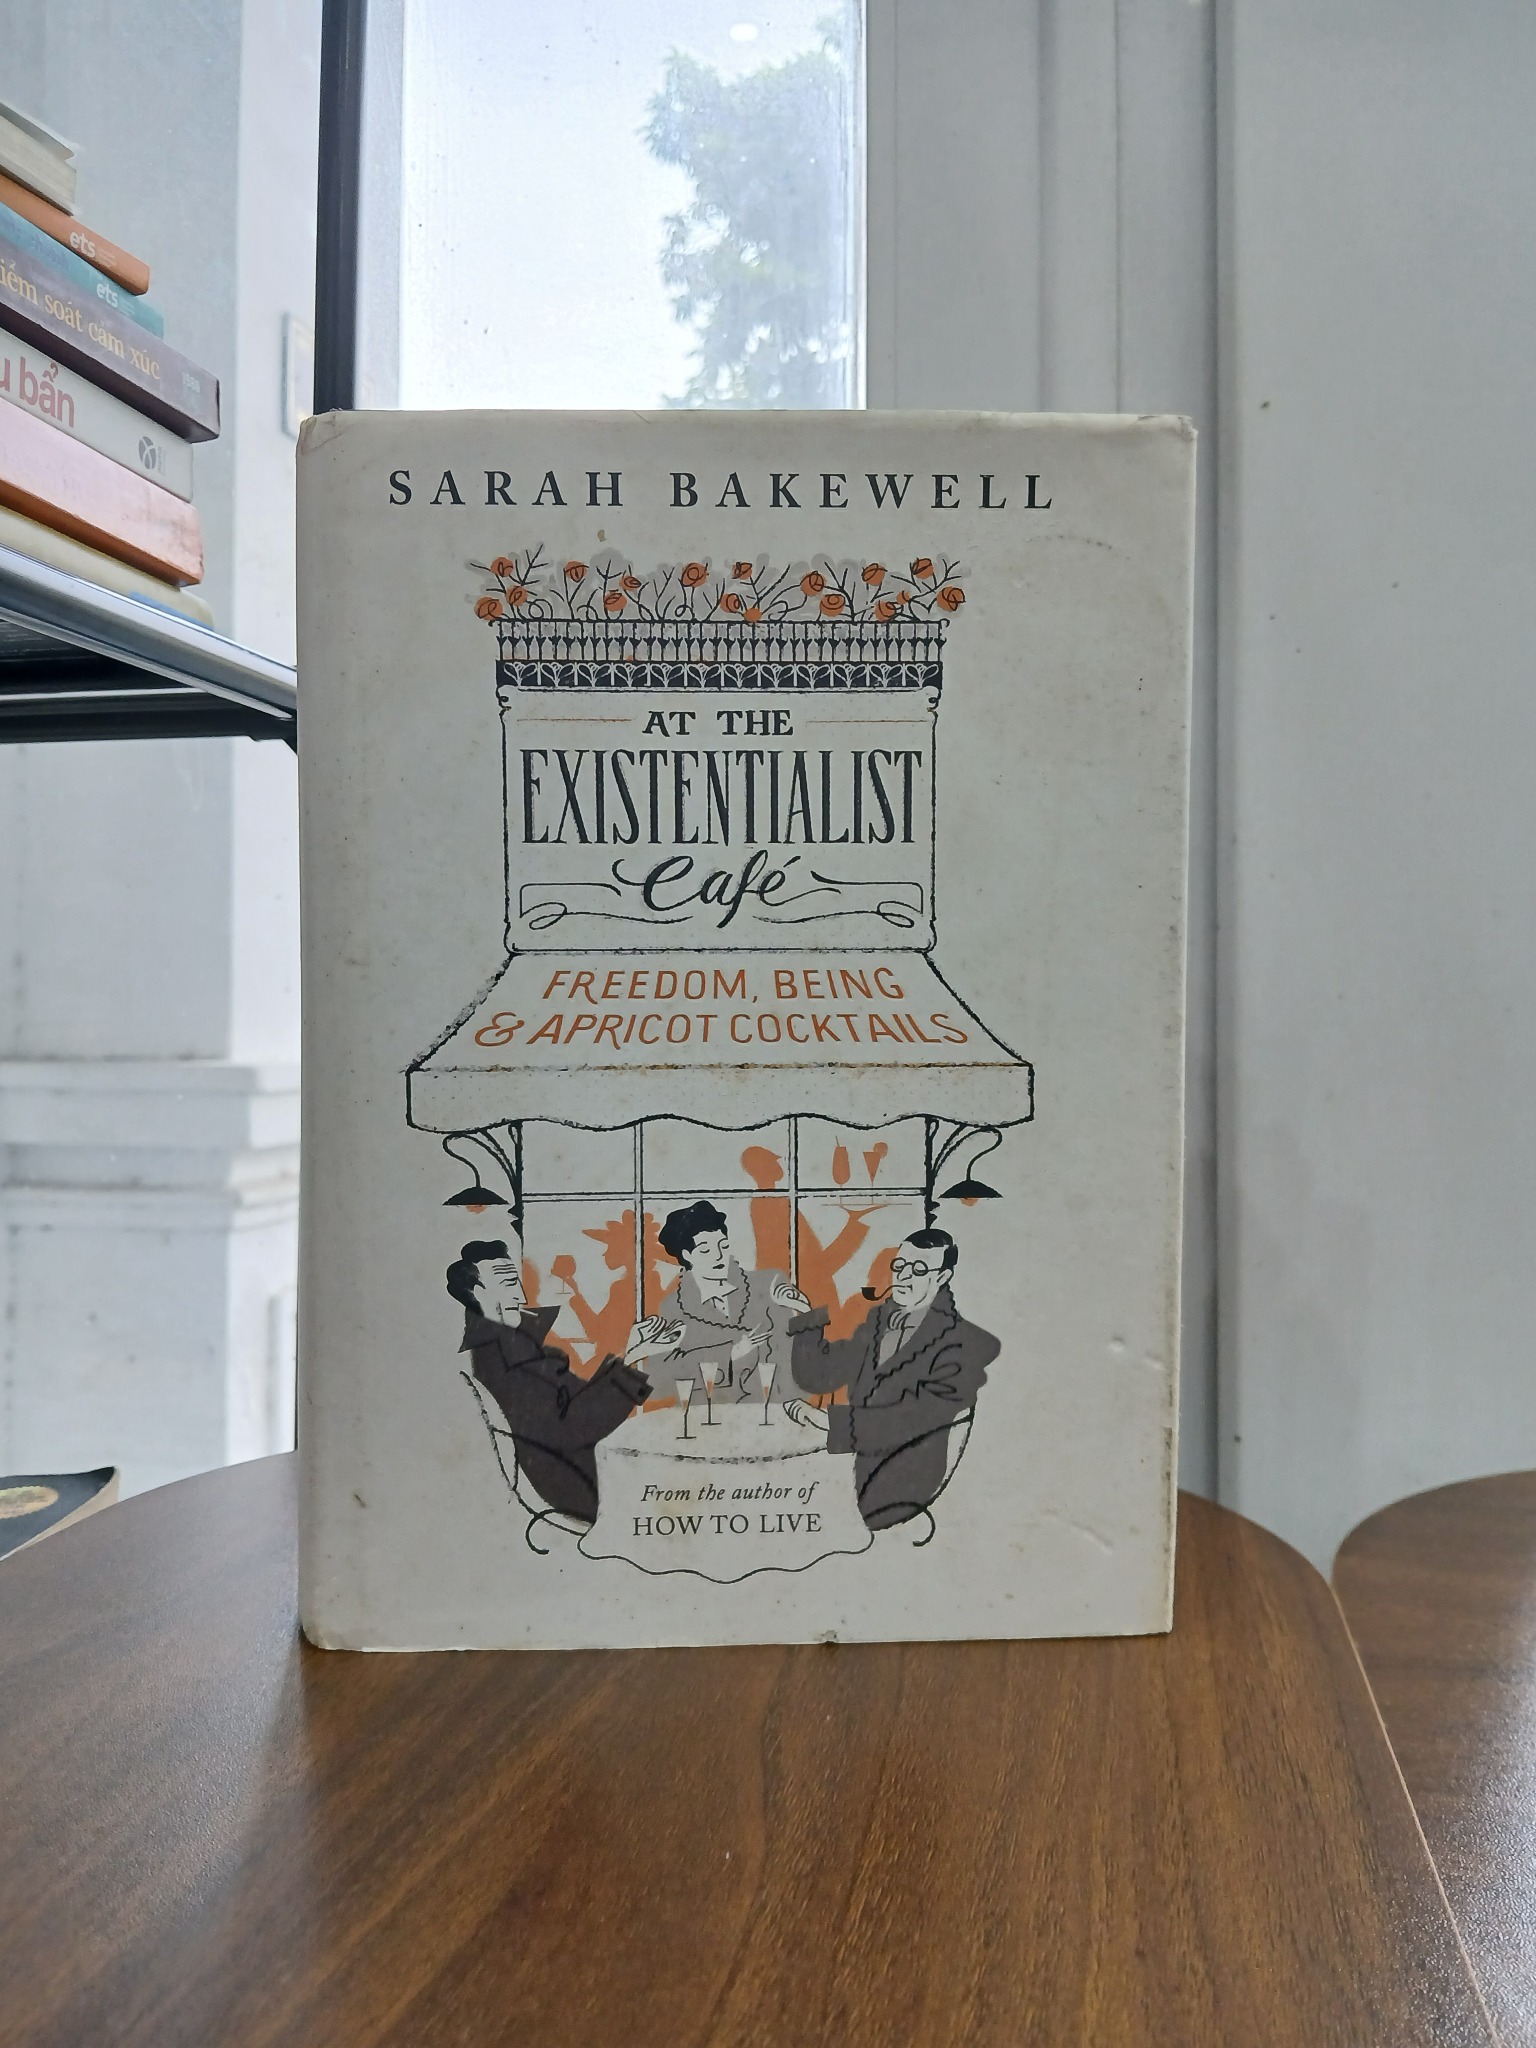 SARAH BAKEWELL
AT THE
EXISTENTIALIST
Café
FREEDOM, BEING
& APRICOT COCKTAILS
From the author of
HOW TO LIVE
ets
ets
iểm soát cảm xúc
u bẩn